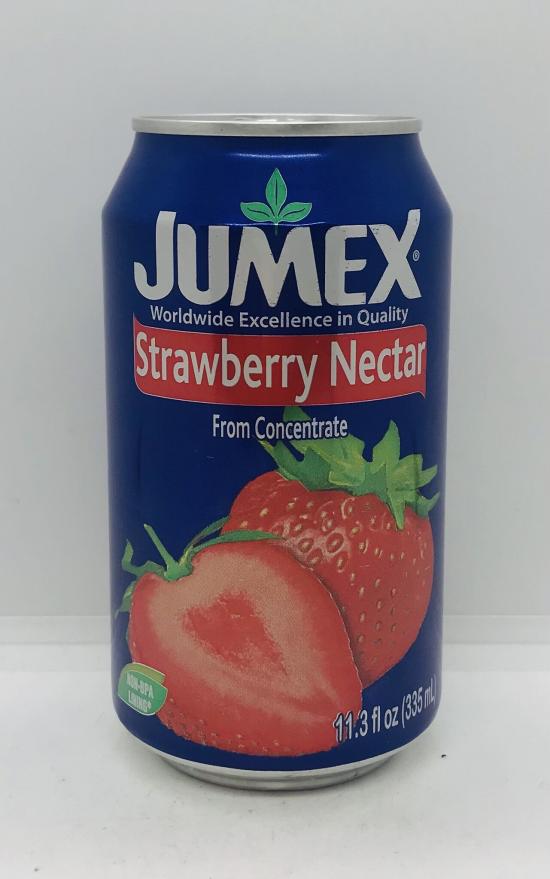 JUMEX®
Worldwide Excellence in Quality
Strawberry Nectar
From Concentrate
NON-BPA
LINING*
11.3 fl oz (335 mL)